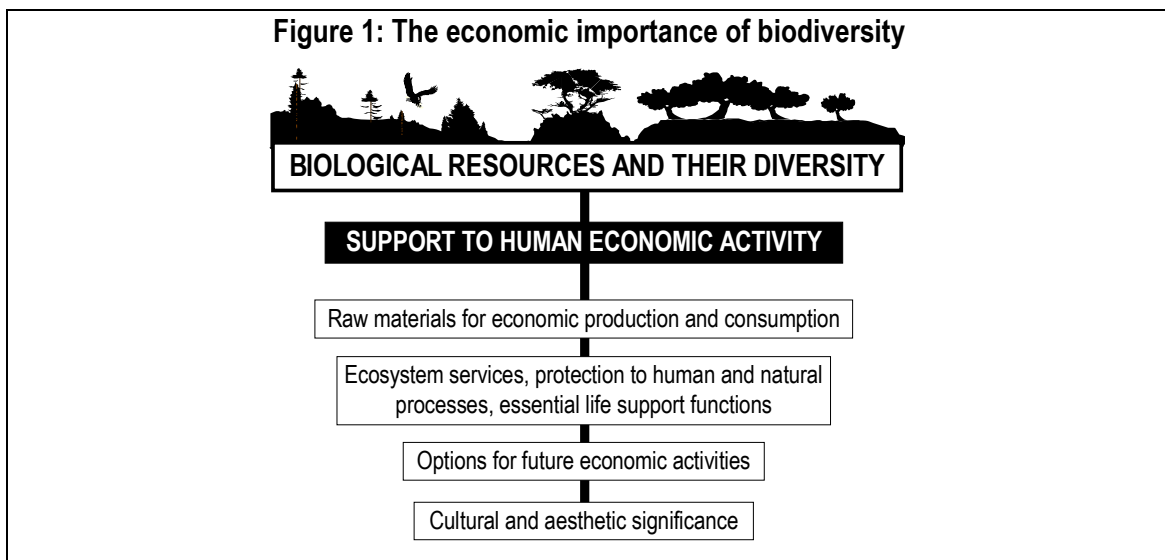 Figure 1: The economic importance of biodiversity
BIOLOGICAL RESOURCES AND THEIR DIVERSITY
SUPPORT TO HUMAN ECONOMIC ACTIVITY
Raw materials for economic production and consumption
Ecosystem services, protection to human and natural
processes, essential life support functions
Options for future economic activities
Cultural and aesthetic significance